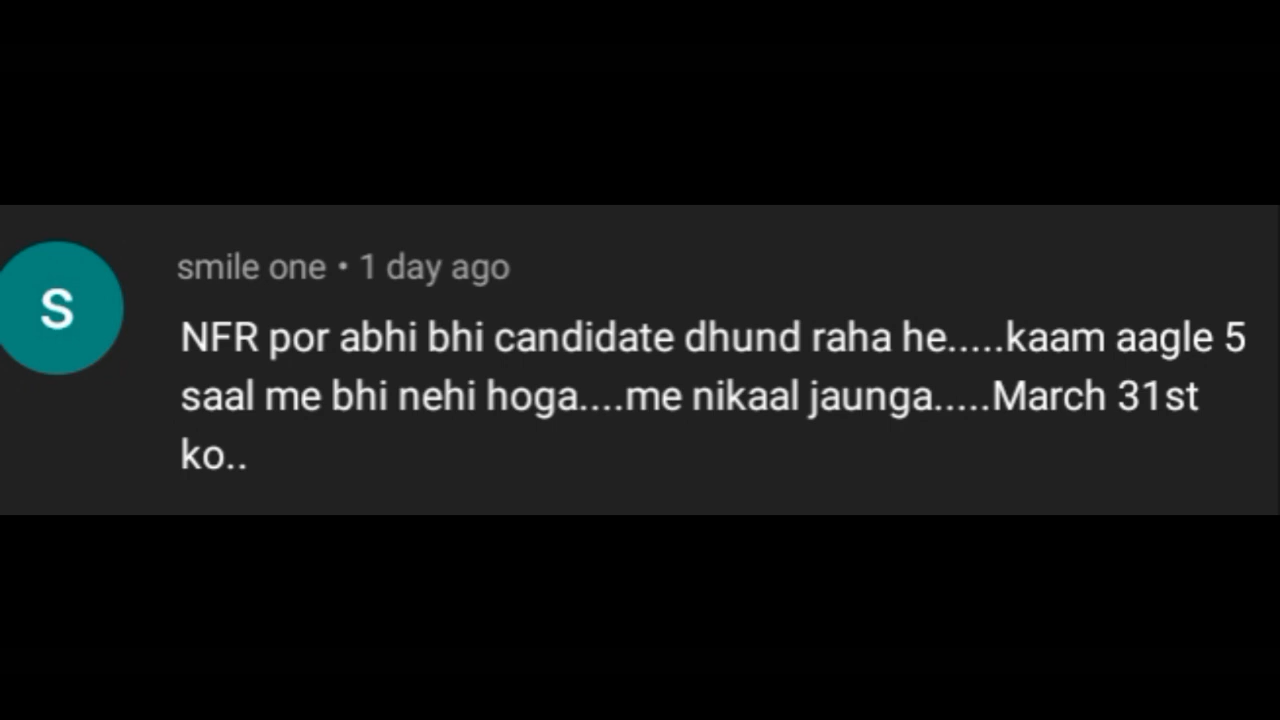 S
smile one • 1 day ago
NFR por abhi bhi candidate dhund raha he.....kaam aagle 5
saal me bhi nehi hoga....me nikaal jaunga.....March 31st
ko..